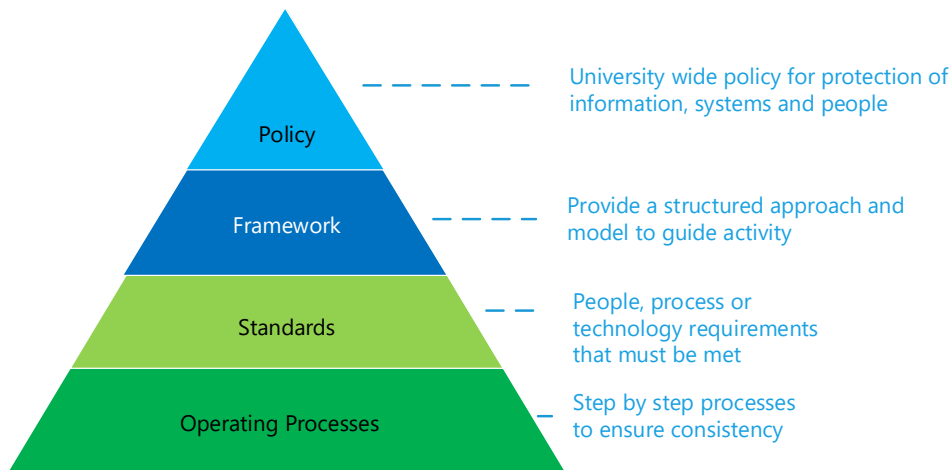 Policy
University wide policy for protection of
information, systems and people
Framework
Provide a structured approach and
model to guide activity
Standards
People, process or
technology requirements
that must be met
Operating Processes
Step by step processes
to ensure consistency